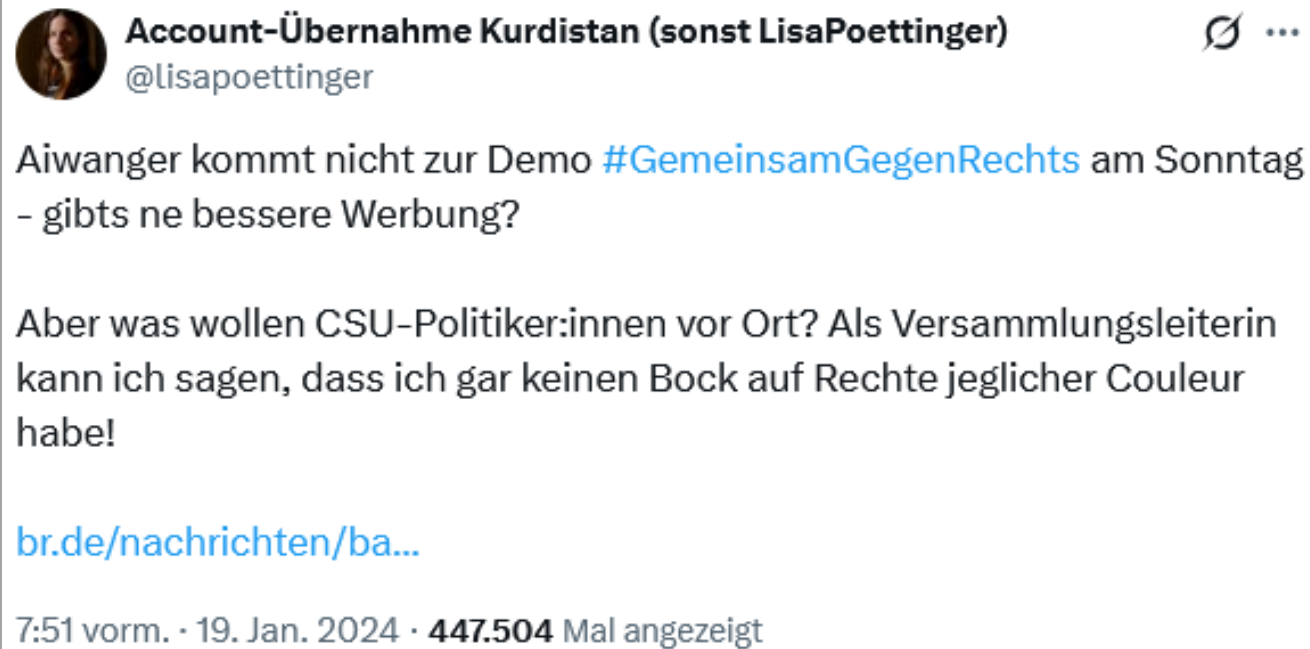 Account-Übernahme Kurdistan (sonst LisaPoettinger)
@lisapoettinger
Aiwanger kommt nicht zur Demo #GemeinsamGegenRechts am Sonntag
- gibts ne bessere Werbung?
Aber was wollen CSU-Politiker:innen vor Ort? Als Versammlungsleiterin
kann ich sagen, dass ich gar keinen Bock auf Rechte jeglicher Couleur
habe!
br.de/nachrichten/ba...
7:51 vorm. · 19. Jan. 2024 · 447.504 Mal angezeigt